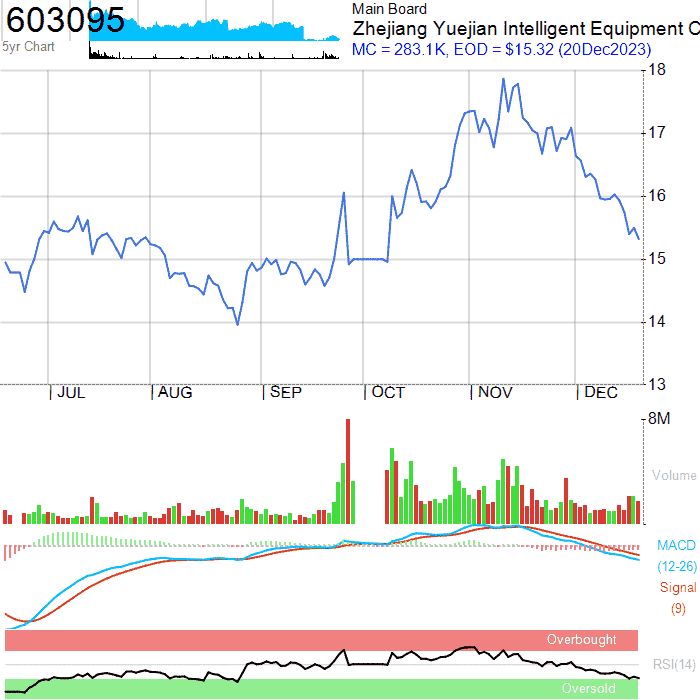 603095
5yr Chart
Main Board
Zhejiang Yuejian Intelligent Equipment C
MC = 283.1K, EOD = $15.32 (20Dec2023)
18
17
16
15
14
13
JUL AUG SEP OCT NOV DEC
8M
Volume
MACD
(12-26)
Signal
(9)
Overbought
RSI(14)
Oversold